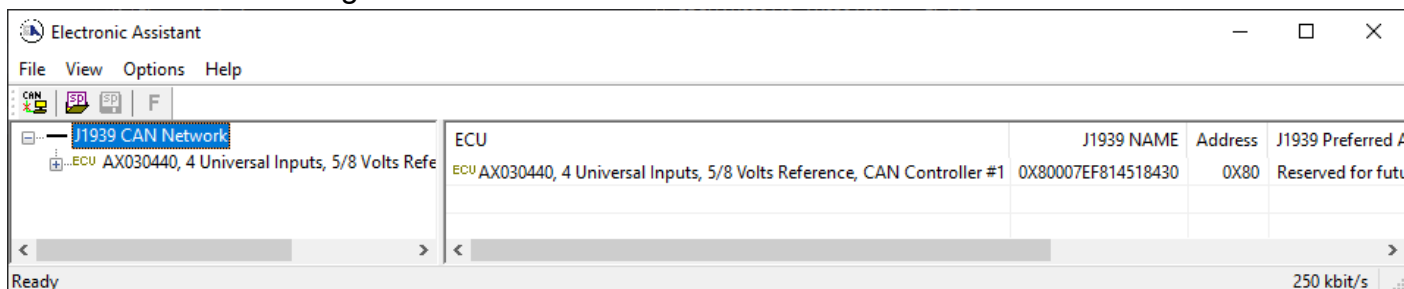 Electronic Assistant
File View Options Help
CAN SP SP F
J1939 CAN Network
ECU AX030440, 4 Universal Inputs, 5/8 Volts Refe
ECU J1939 NAME Address J1939 Preferred A
ECU AX030440, 4 Universal Inputs, 5/8 Volts Reference, CAN Controller #1 0X80007EF814518430 0X80 Reserved for futu
Ready 250 kbit/s